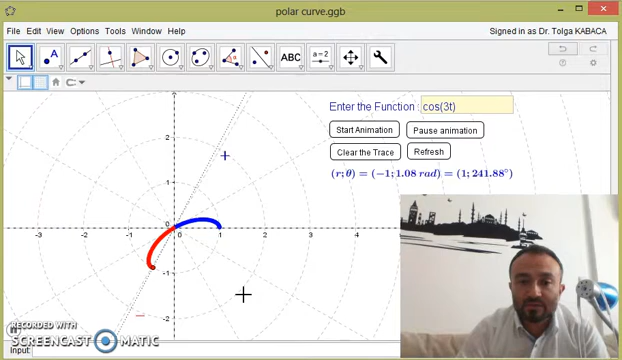 polar curve.ggb
File Edit View Options Tools Window Help
Signed in as Dr. Tolga KABACA
A
ABC
a=2
Enter the Function : cos(3t)
Start Animation
Pause animation
Clear the Trace
Refresh
(r;θ) = (−1; 1.08 rad) = (1; 241.88°)
2
1
0
-3 -2 -1 0 1 2 3 4
-1
-2
RECORDED WITH
SCREENCAST MATIC
Input: